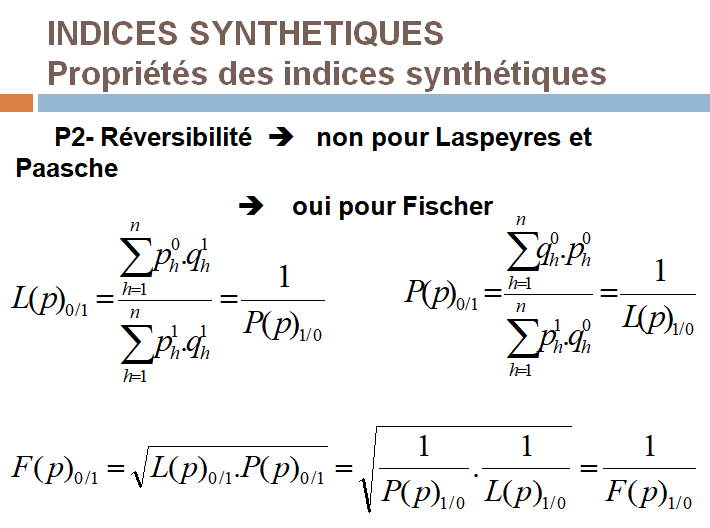 INDICES SYNTHETIQUES
Propriétés des indices synthétiques
P2- Réversibilité ➔ non pour Laspeyres et
Paasche
➔ oui pour Fischer
L(p)_{0/1} = \frac{\sum_{h=1}^{n} p_h^0 . q_h^1}{\sum_{h=1}^{n} p_h^1 . q_h^1} = \frac{1}{P(p)_{1/0}}
P(p)_{0/1} = \frac{\sum_{h=1}^{n} q_h^0 . p_h^0}{\sum_{h=1}^{n} p_h^1 . q_h^0} = \frac{1}{L(p)_{1/0}}
F(p)_{0/1} = \sqrt{L(p)_{0/1} . P(p)_{0/1}} = \sqrt{\frac{1}{P(p)_{1/0}} . \frac{1}{L(p)_{1/0}}} = \frac{1}{F(p)_{1/0}}